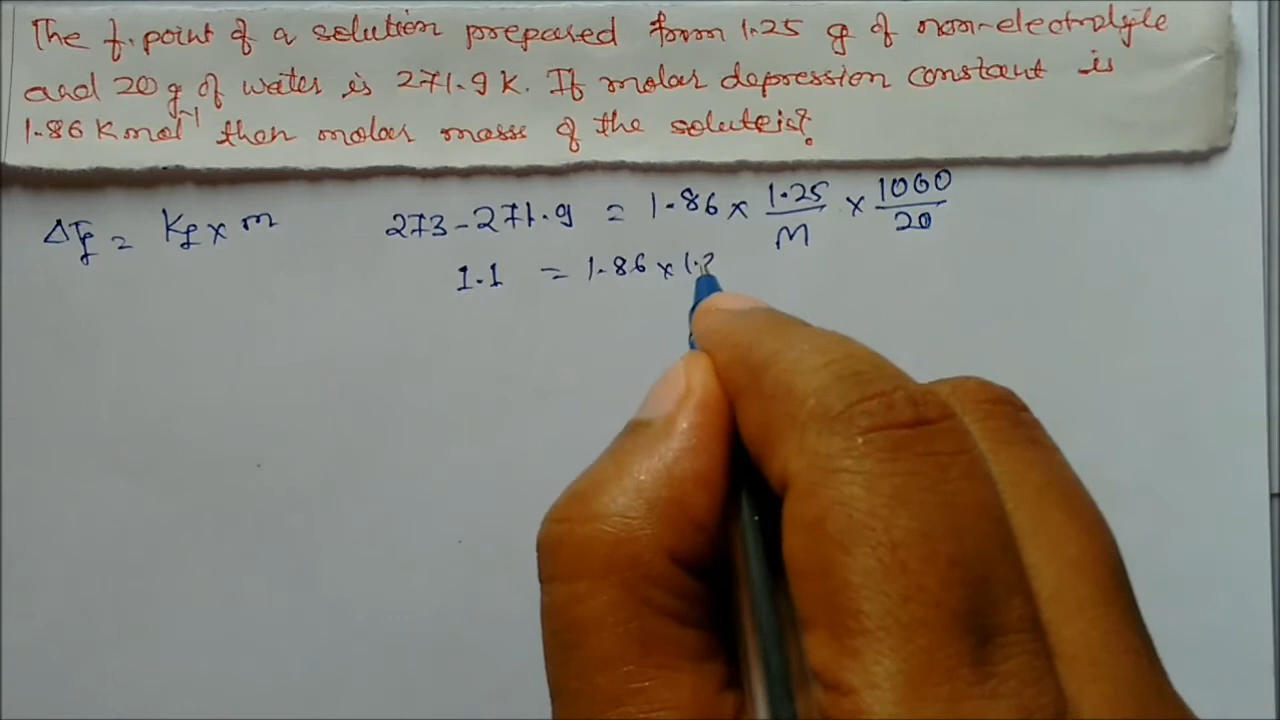 The f. point of a solution prepared from 1.25 g of non-electrolyte
and 20 g of water is 271.9 K. If molar depression constant is
1.86 K mol⁻¹ then molar mass of the solute is?
ΔTf = Kf × m 273 - 271.9 = 1.86 × 1.25/M × 1000/20
1.1 = 1.86 × 1.2